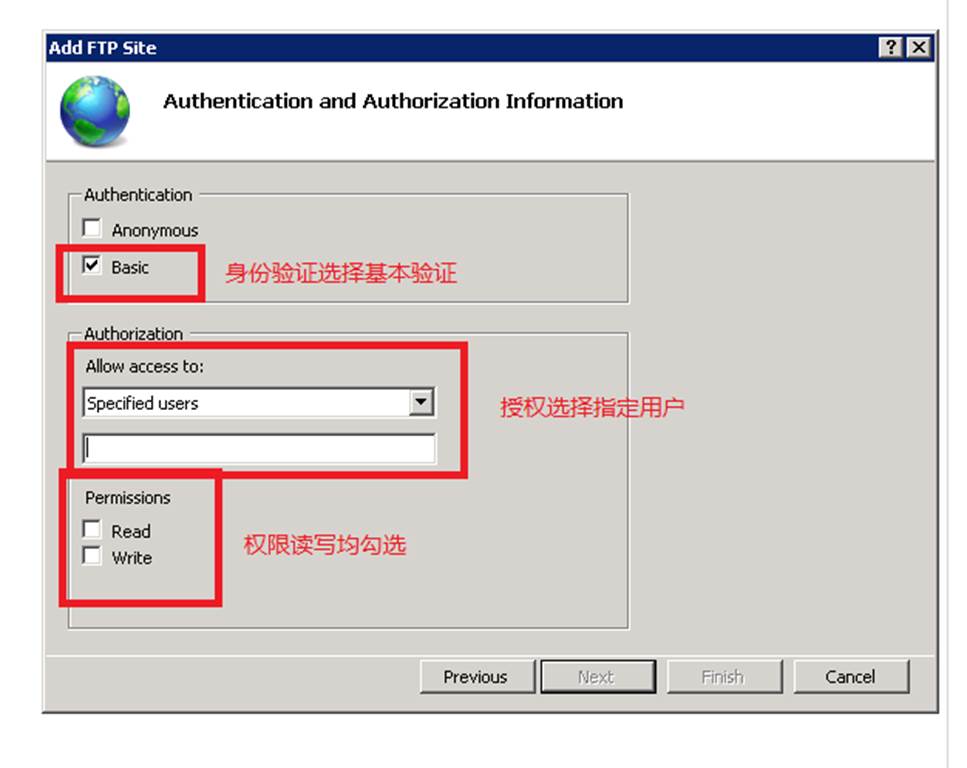 Add FTP Site
Authentication and Authorization Information
Authentication
Anonymous
Basic
身份验证选择基本验证
Authorization
Allow access to:
Specified users
授权选择指定用户
Permissions
Read
权限读写均勾选
Write
Previous
Next
Finish
Cancel